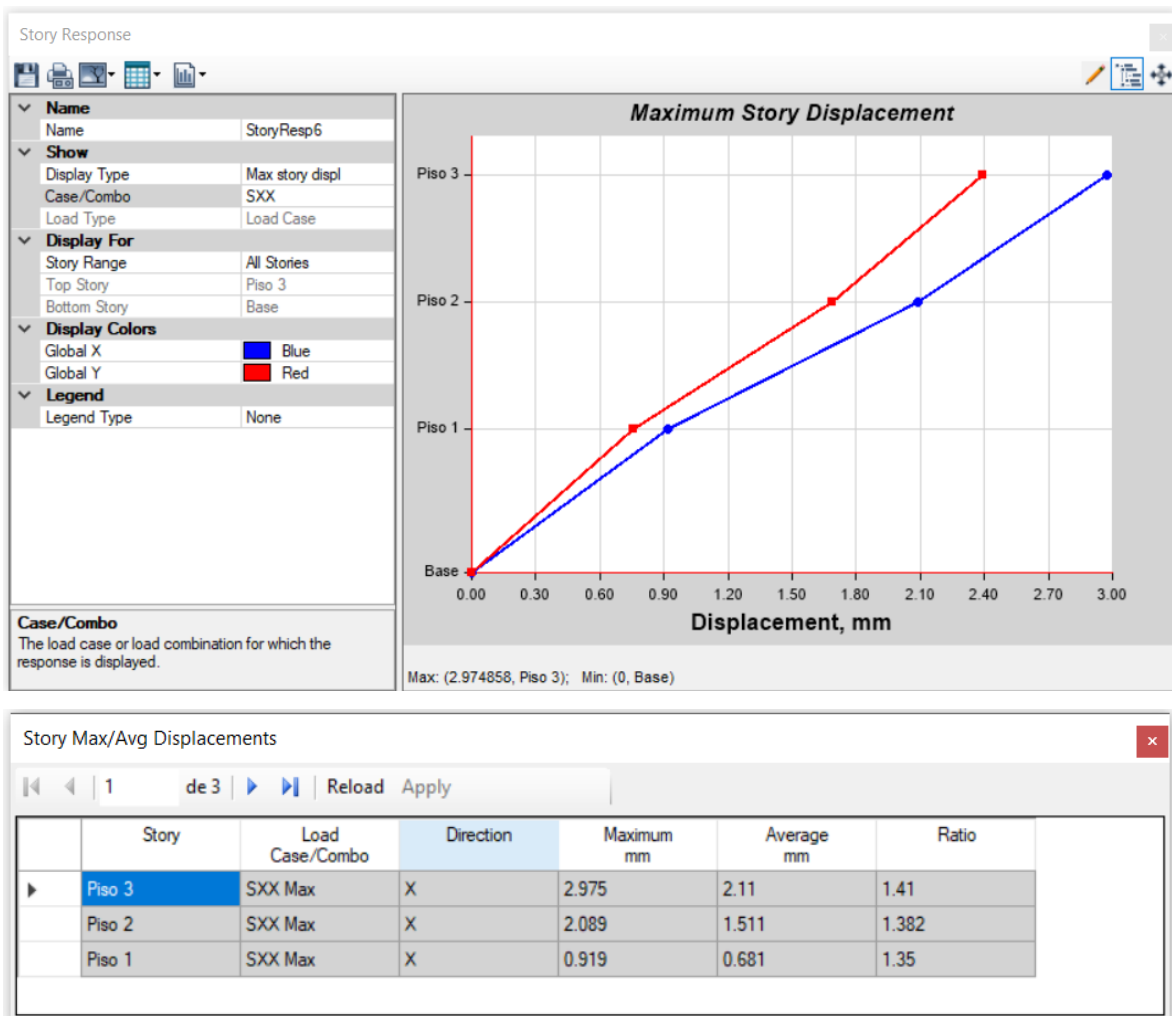 Story Response
Name
Name StoryResp6
Show
Display Type Max story displ
Case/Combo SXX
Load Type Load Case
Display For
Story Range All Stories
Top Story Piso 3
Bottom Story Base
Display Colors
Global X Blue
Global Y Red
Legend
Legend Type None
Case/Combo
The load case or load combination for which the
response is displayed.
Maximum Story Displacement
Piso 3
Piso 2
Piso 1
Base
0.00 0.30 0.60 0.90 1.20 1.50 1.80 2.10 2.40 2.70 3.00
Displacement, mm
Max: (2.974858, Piso 3); Min: (0, Base)
Story Max/Avg Displacements
1 de 3 Reload Apply
Story Load Case/Combo Direction Maximum mm Average mm Ratio
Piso 3 SXX Max X 2.975 2.11 1.41
Piso 2 SXX Max X 2.089 1.511 1.382
Piso 1 SXX Max X 0.919 0.681 1.35